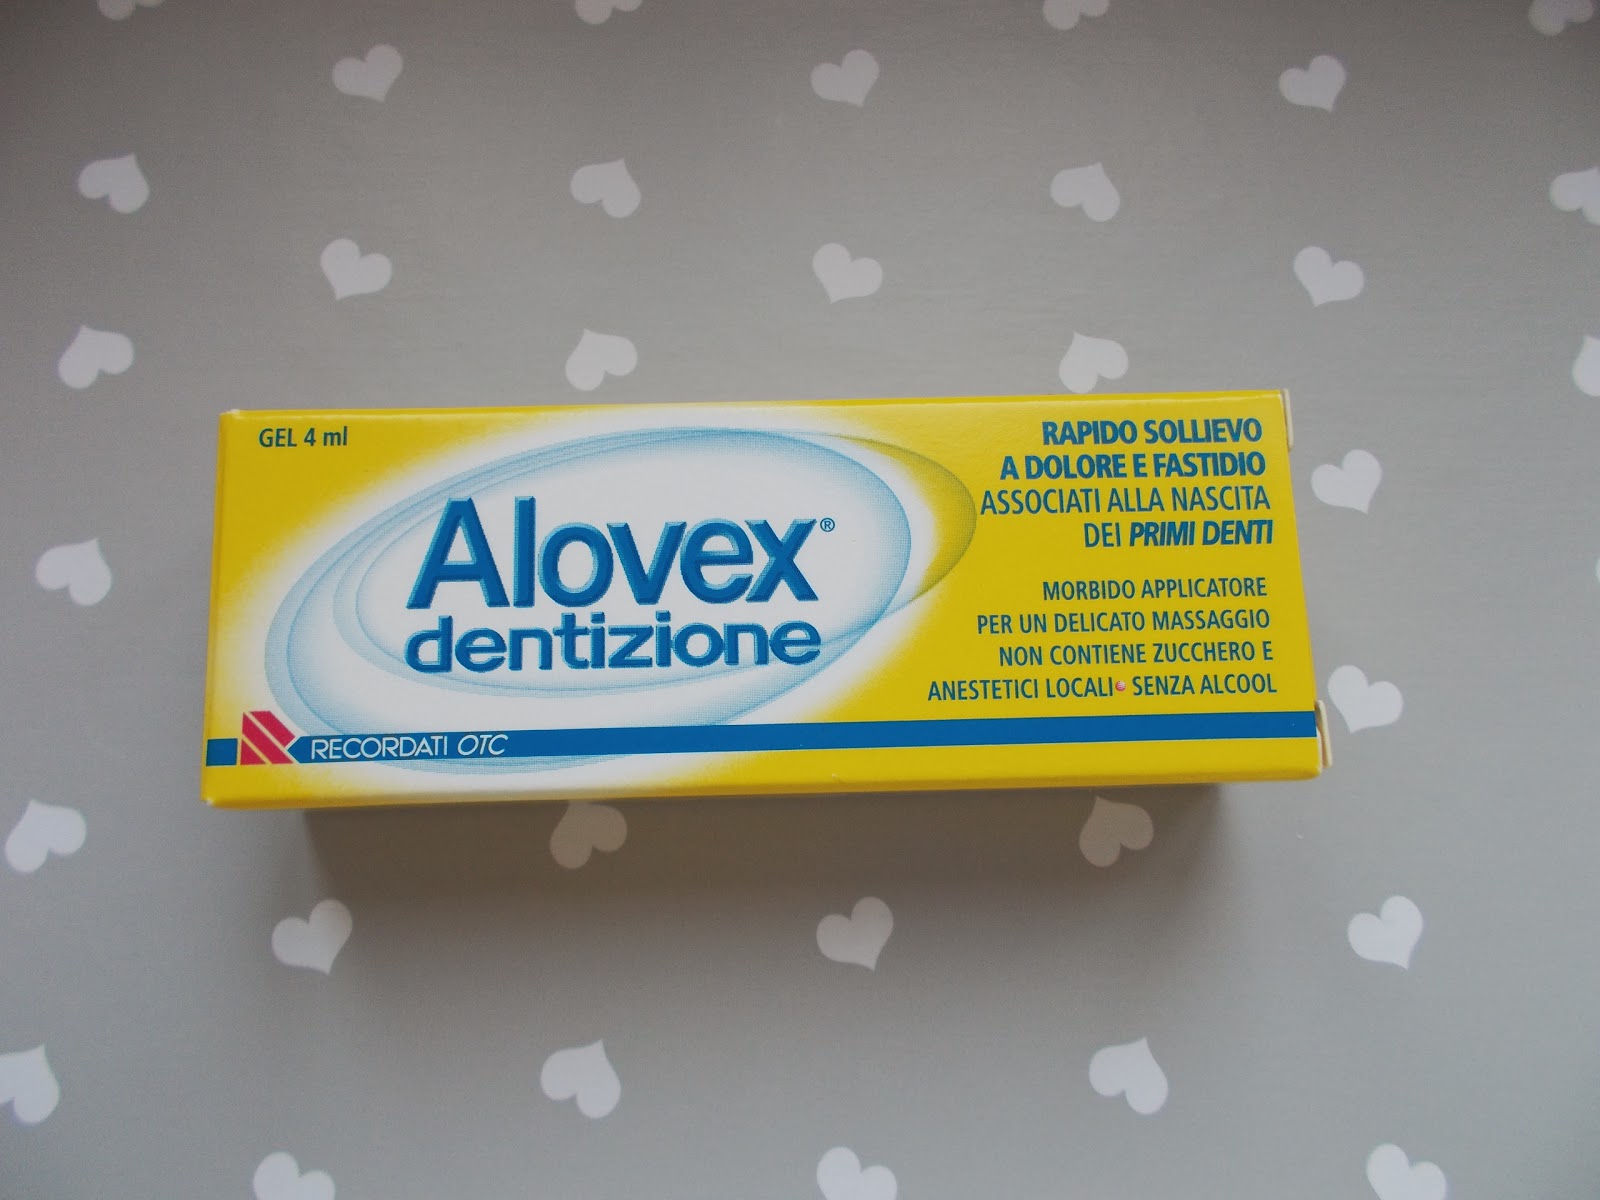 GEL 4 ml
Alovex®
dentizione
RAPIDO SOLLIEVO
A DOLORE E FASTIDIO
ASSOCIATI ALLA NASCITA
DEI PRIMI DENTI
MORBIDO APPLICATORE
PER UN DELICATO MASSAGGIO
NON CONTIENE ZUCCHERO E
ANESTETICI LOCALI • SENZA ALCOOL
RECORDATI OTC